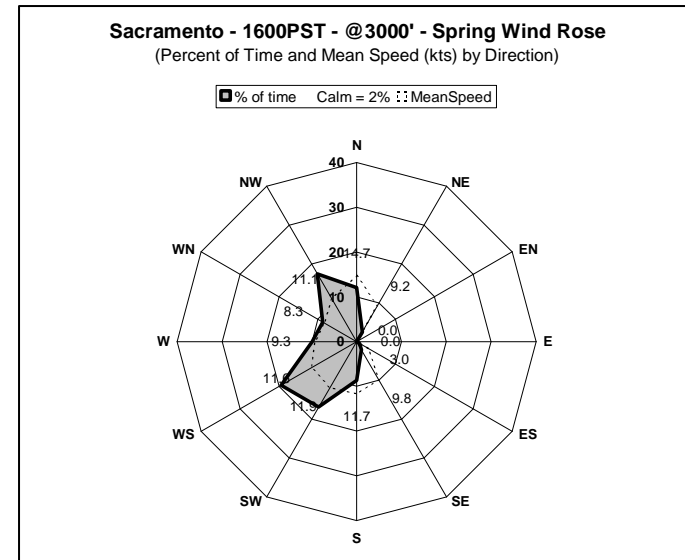 Sacramento - 1600PST - @3000' - Spring Wind Rose
(Percent of Time and Mean Speed (kts) by Direction)
% of time Calm = 2% MeanSpeed
N
40
NW
NE
30
WN
EN
20
14.7
11.1
9.2
10
8.3
0.0
W
9.3
0
0.0
E
3.0
11.6
11.9
9.8
11.7
WS
ES
SW
SE
S